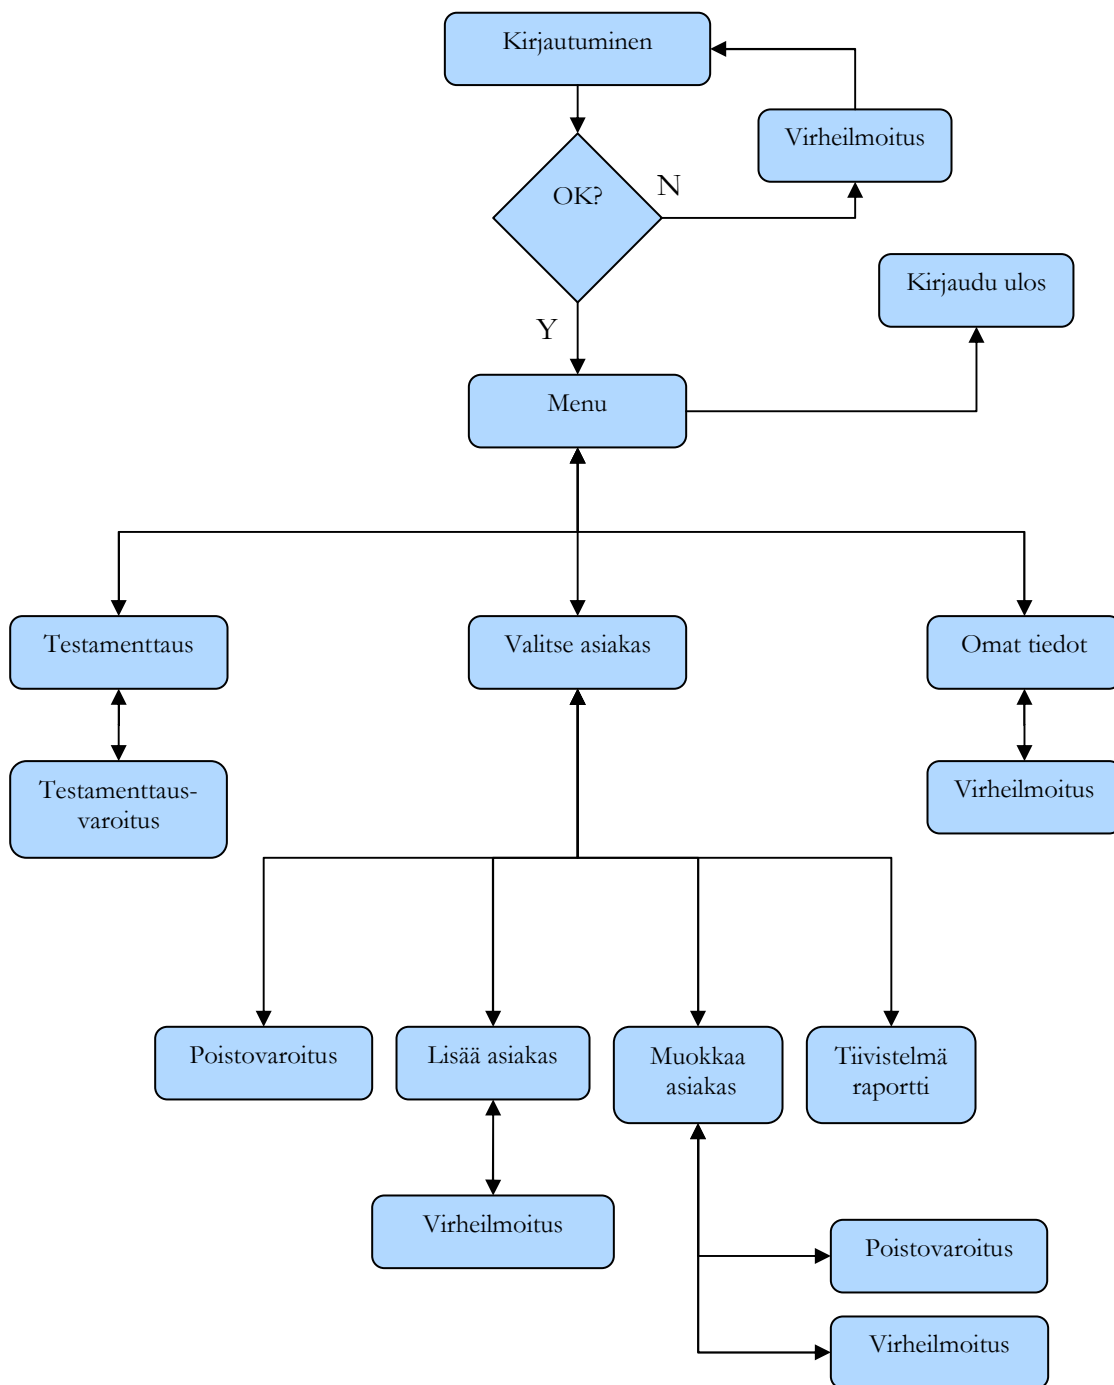 Kirjautuminen
Virheilmoitus
OK?
N
Kirjaudu ulos
Y
Menu
Testamenttaus
Valitse asiakas
Omat tiedot
Testamenttaus-
varoitus
Virheilmoitus
Poistovaroitus
Lisää asiakas
Muokkaa
asiakas
Tiivistelmä
raportti
Virheilmoitus
Poistovaroitus
Virheilmoitus